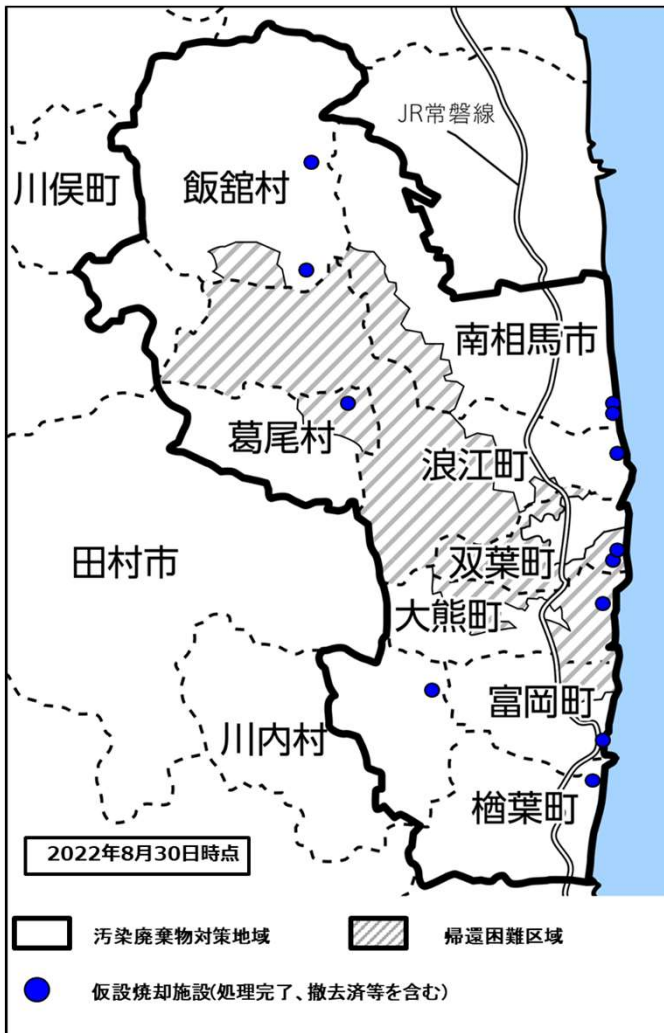 JR常磐線
川俣町
飯舘村
南相馬市
葛尾村
浪江町
田村市
双葉町
大熊町
富岡町
川内村
楢葉町
2022年8月30日時点
汚染廃棄物対策地域
帰還困難区域
仮設焼却施設(処理完了、撤去済等を含む)